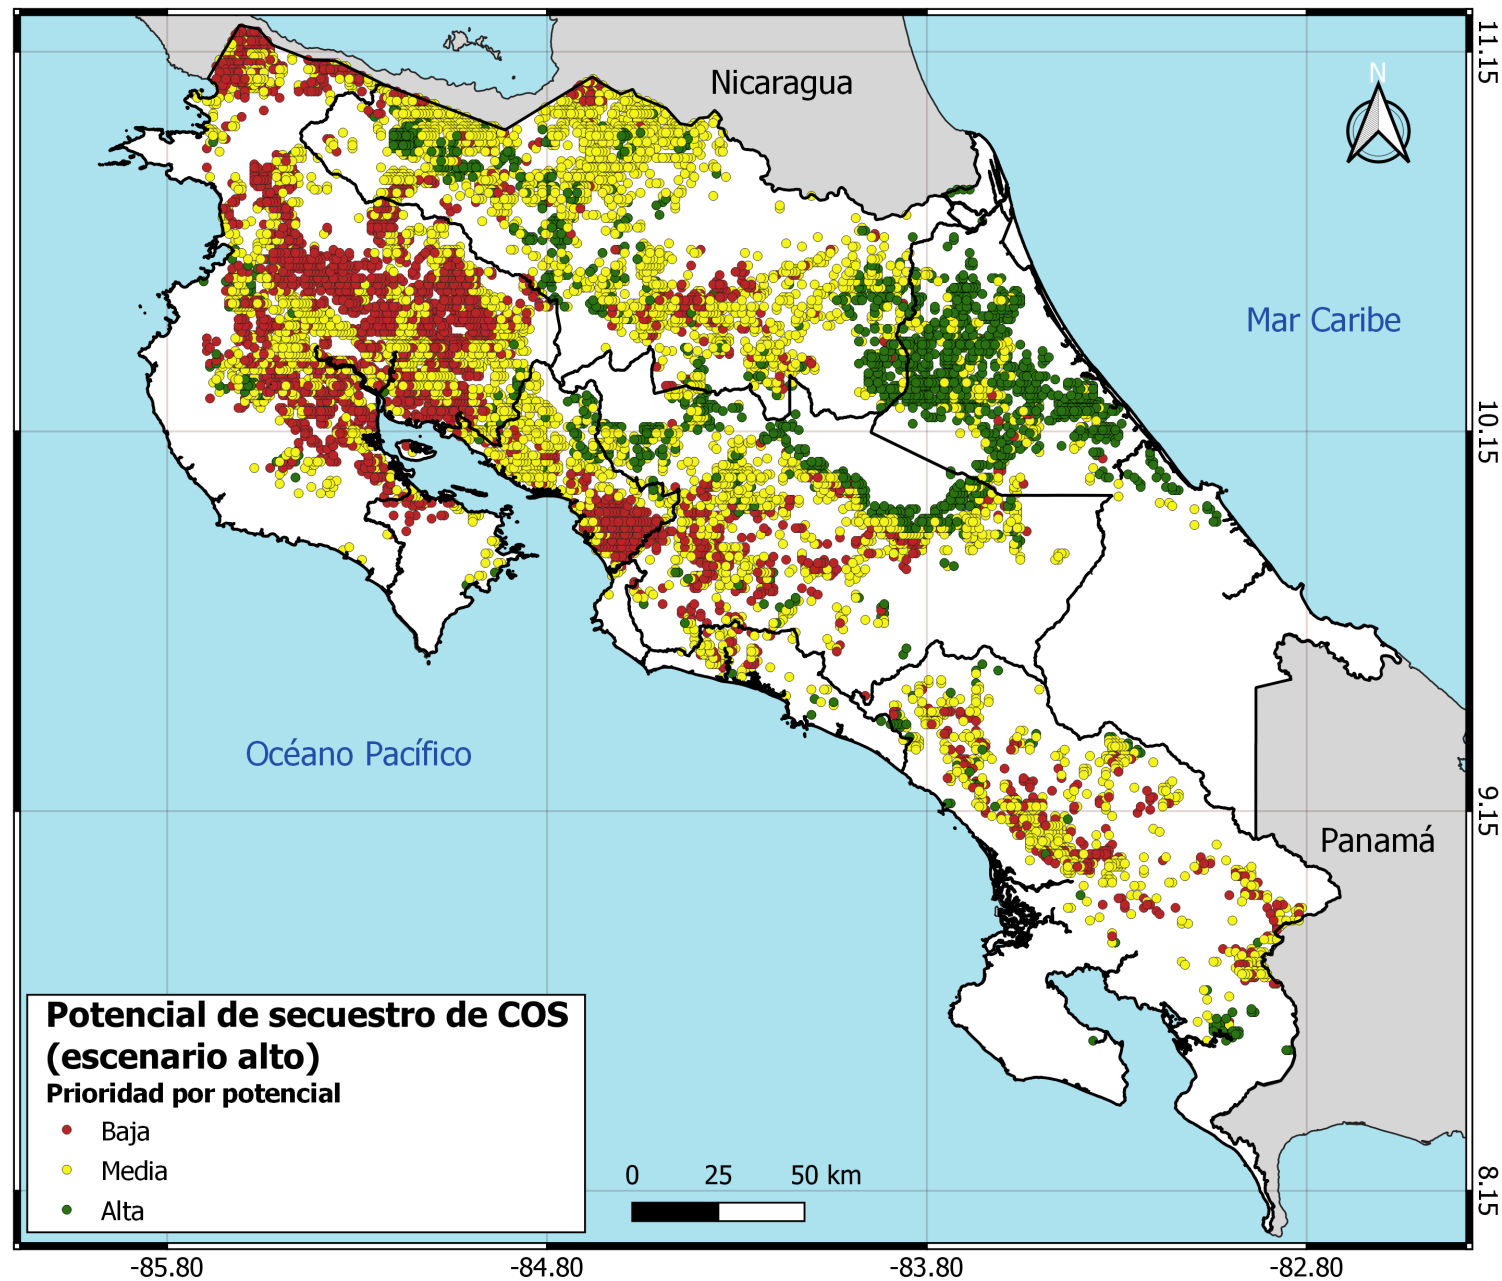 Nicaragua
N
Mar Caribe
Océano Pacífico
Panamá
Potencial de secuestro de COS
(escenario alto)
Prioridad por potencial
Baja
Media
Alta
0 25 50 km
11.15
10.15
9.15
8.15
-85.80 -84.80 -83.80 -82.80